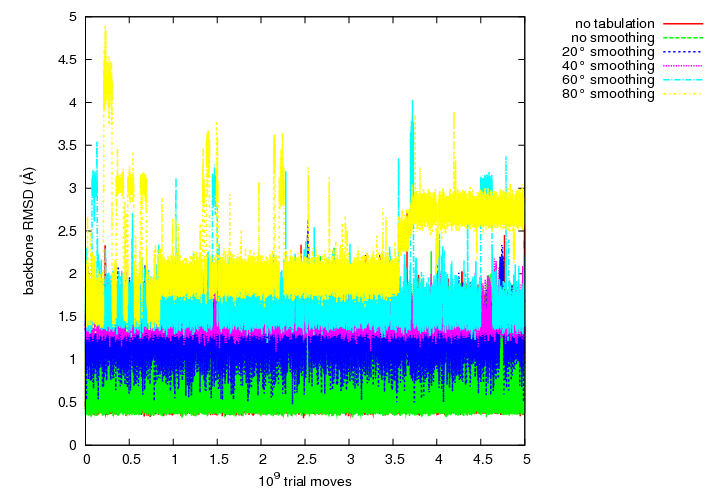 5
4.5
4
3.5
3
2.5
2
1.5
1
0.5
0
backbone RMSD (Å)
0 0.5 1 1.5 2 2.5 3 3.5 4 4.5 5
10⁹ trial moves
no tabulation
no smoothing
20° smoothing
40° smoothing
60° smoothing
80° smoothing